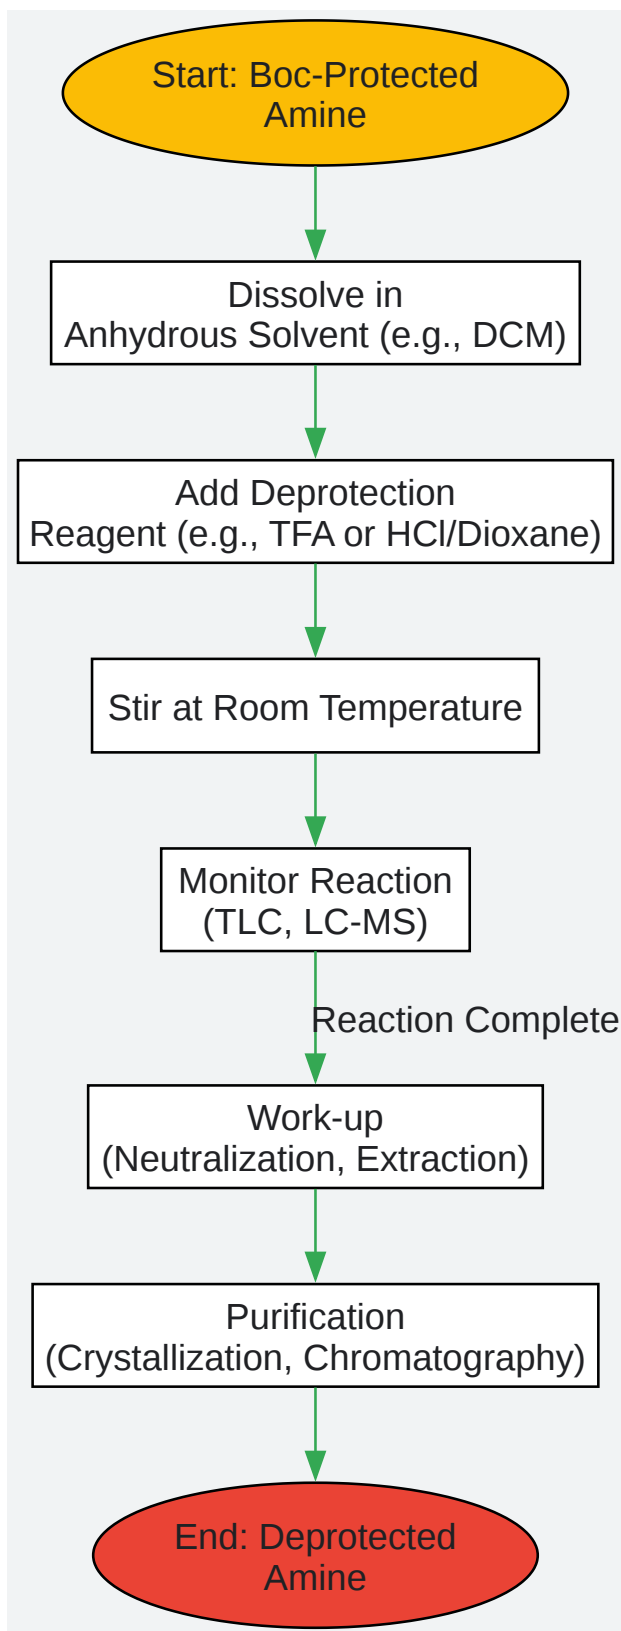 Start: Boc-Protected
Amine
Dissolve in
Anhydrous Solvent (e.g., DCM)
Add Deprotection
Reagent (e.g., TFA or HCl/Dioxane)
Stir at Room Temperature
Monitor Reaction
(TLC, LC-MS)
Reaction Complete
Work-up
(Neutralization, Extraction)
Purification
(Crystallization, Chromatography)
End: Deprotected
Amine